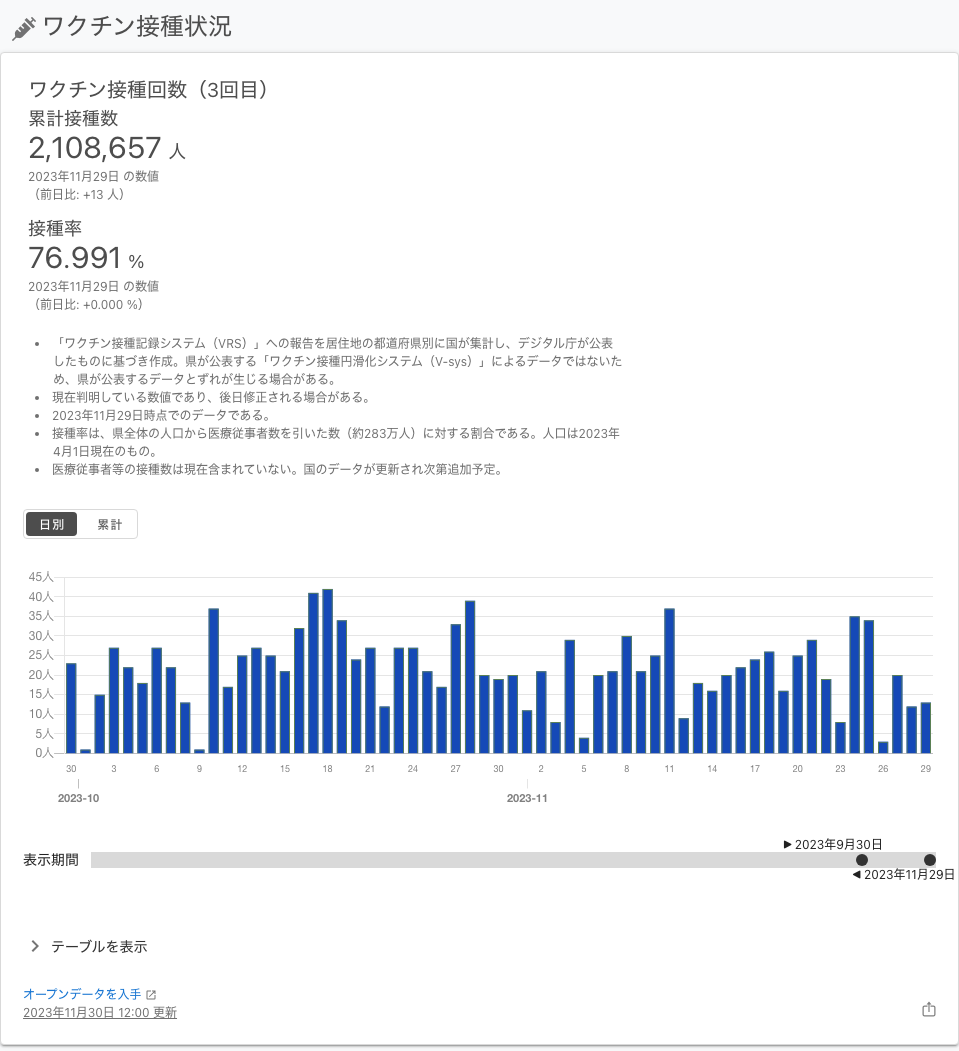 ワクチン接種状況
ワクチン接種回数（3回目）
累計接種数
2,108,657 人
2023年11月29日 の数値
（前日比: +13 人）
接種率
76.991 %
2023年11月29日 の数値
（前日比: +0.000 %）
• 「ワクチン接種記録システム（VRS）」への報告を居住地の都道府県別に国が集計し、デジタル庁が公表
したものに基づき作成。県が公表する「ワクチン接種円滑化システム（V-sys）」によるデータではないた
め、県が公表するデータとずれが生じる場合がある。
• 現在判明している数値であり、後日修正される場合がある。
• 2023年11月29日時点でのデータである。
• 接種率は、県全体の人口から医療従事者数を引いた数（約283万人）に対する割合である。人口は2023年
4月1日現在のもの。
• 医療従事者等の接種数は現在含まれていない。国のデータが更新され次第追加予定。
日別 累計
45人
40人
35人
30人
25人
20人
15人
10人
5人
0人
30 3 6 9 12 15 18 21 24 27 30 2 5 8 11 14 17 20 23 26 29
2023-10 2023-11
▶ 2023年9月30日
表示期間
◀ 2023年11月29日
テーブルを表示
オープンデータを入手
2023年11月30日 12:00 更新